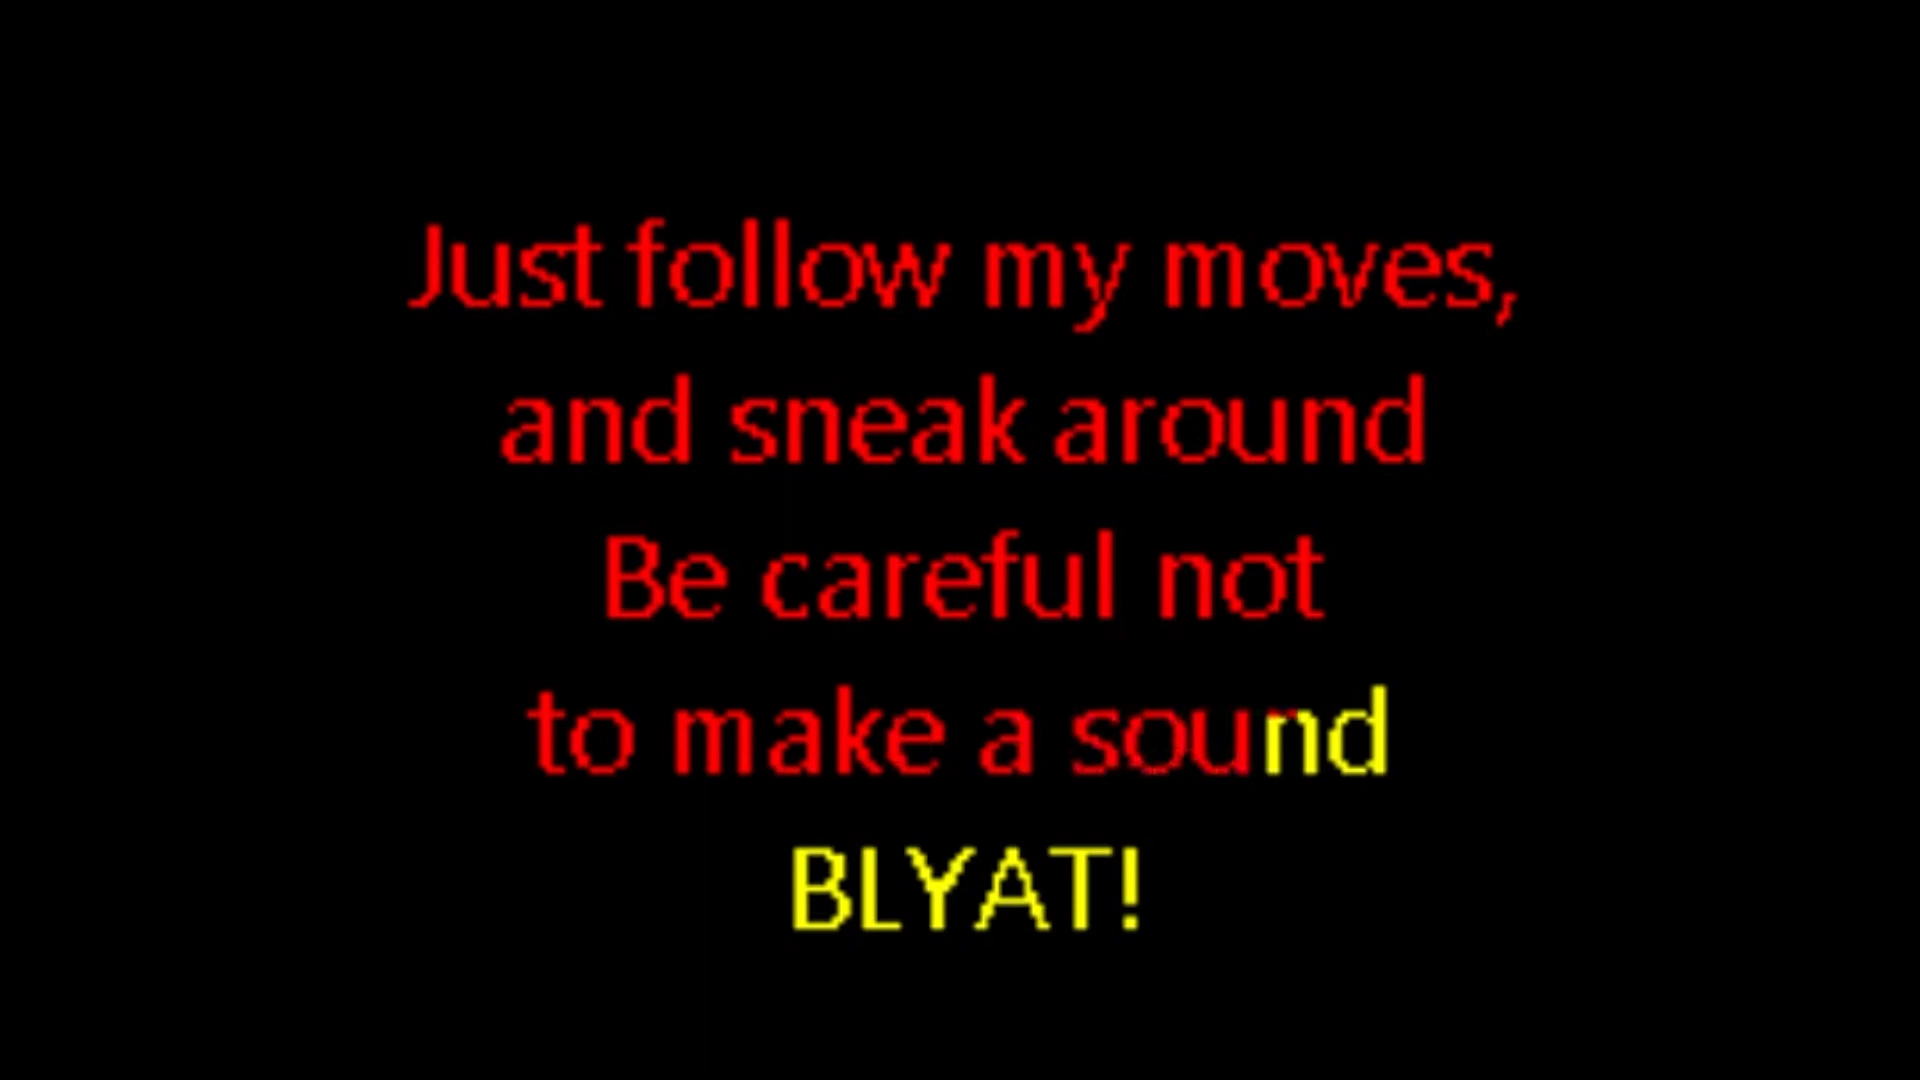 Just follow my moves,
and sneak around
Be careful not
to make a sound
BLYAT!